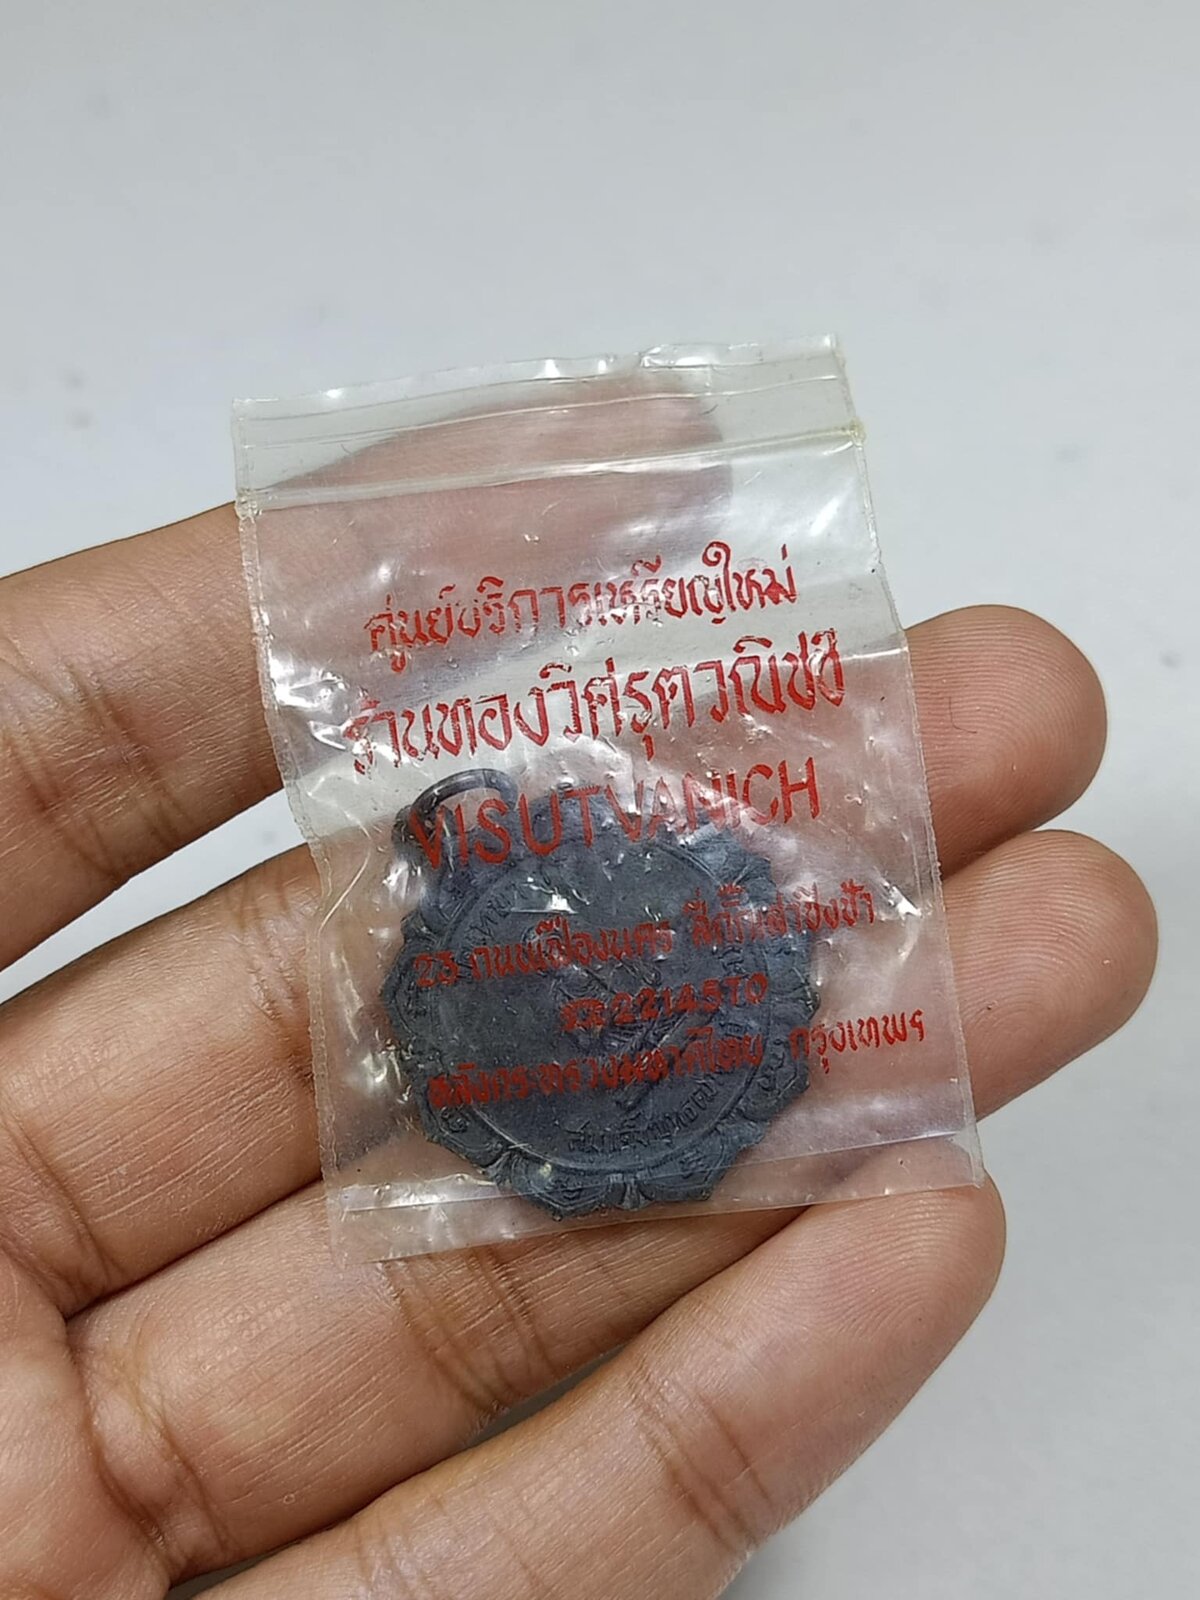 ศูนย์บริการเหรียญใหม่
ร้านทองวิศรุตวณิชช์
VISUTVANICH
23 ถนนเฟื่องนคร สี่กั๊กเสาชิงช้า
โทร 2214570
หลังกระทรวงมหาดไทย กรุงเทพฯ